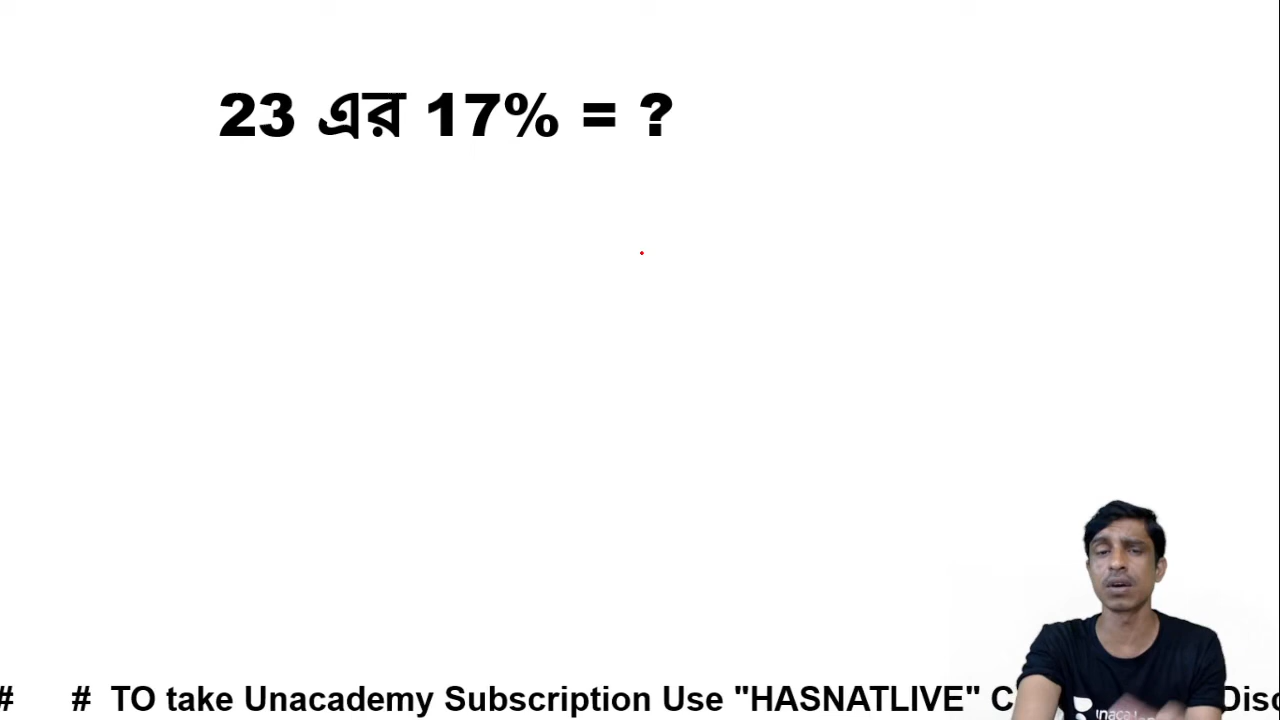 23 এর 17% = ?
# # TO take Unacademy Subscription Use "HASNATLIVE" C